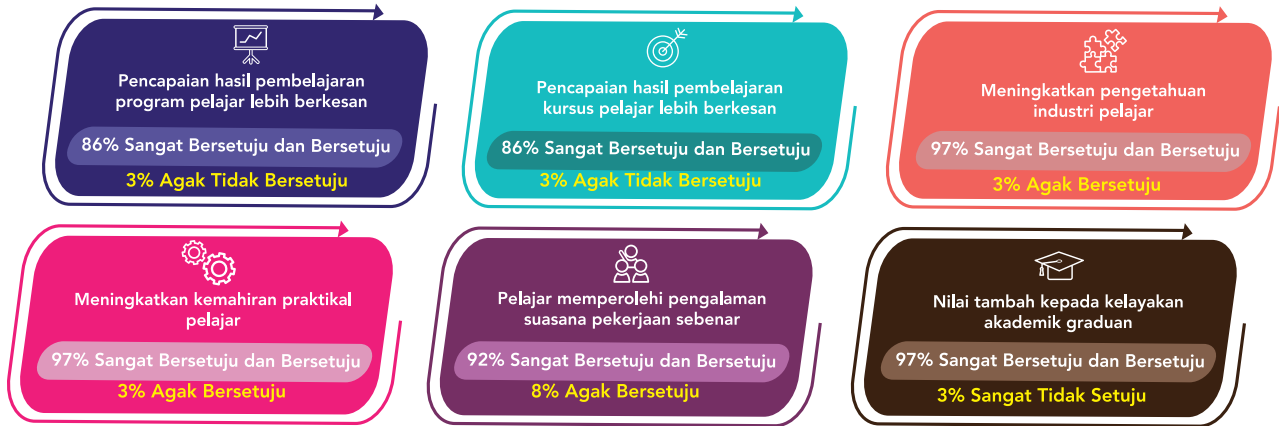 Pencapaian hasil pembelajaran
program pelajar lebih berkesan
86% Sangat Bersetuju dan Bersetuju
3% Agak Tidak Bersetuju
Pencapaian hasil pembelajaran
kursus pelajar lebih berkesan
86% Sangat Bersetuju dan Bersetuju
3% Agak Tidak Bersetuju
Meningkatkan pengetahuan
industri pelajar
97% Sangat Bersetuju dan Bersetuju
3% Agak Bersetuju
Meningkatkan kemahiran praktikal
pelajar
97% Sangat Bersetuju dan Bersetuju
3% Agak Bersetuju
Pelajar memperolehi pengalaman
suasana pekerjaan sebenar
92% Sangat Bersetuju dan Bersetuju
8% Agak Bersetuju
Nilai tambah kepada kelayakan
akademik graduan
97% Sangat Bersetuju dan Bersetuju
3% Sangat Tidak Setuju